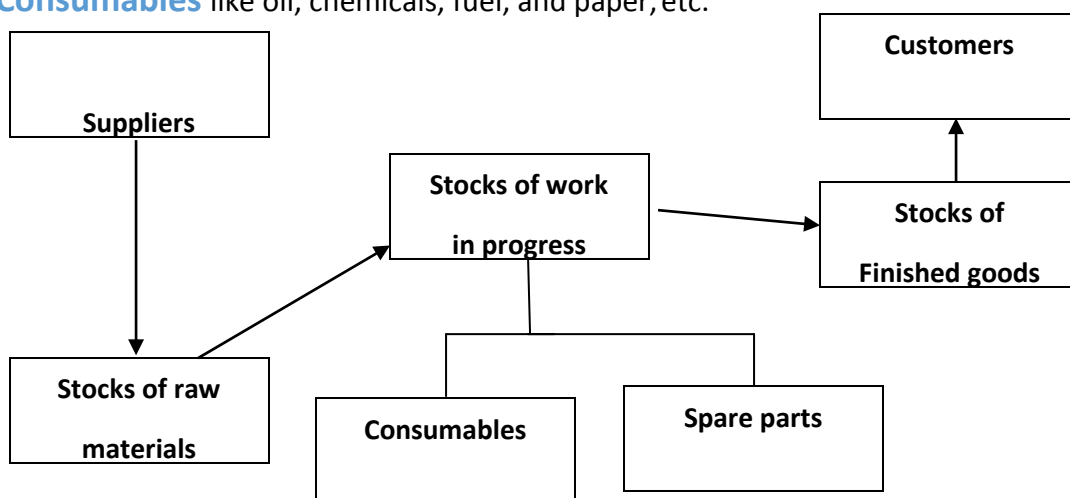 Consumables like oil, chemicals, fuel, and paper, etc.
Customers
Suppliers
Stocks of work
in progress
Stocks of
Finished goods
Stocks of raw
materials
Consumables
Spare parts